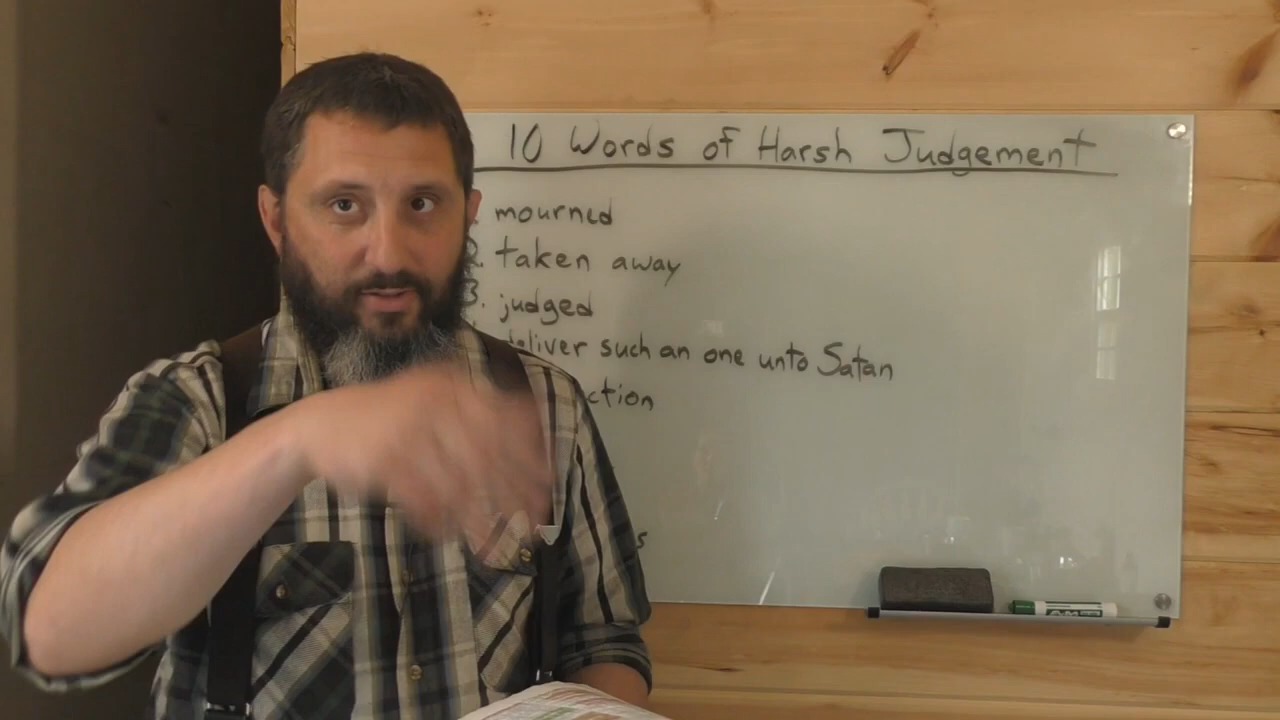 10 Words of Harsh Judgement
mourned
2. taken away
3. judged
deliver such an one unto Satan